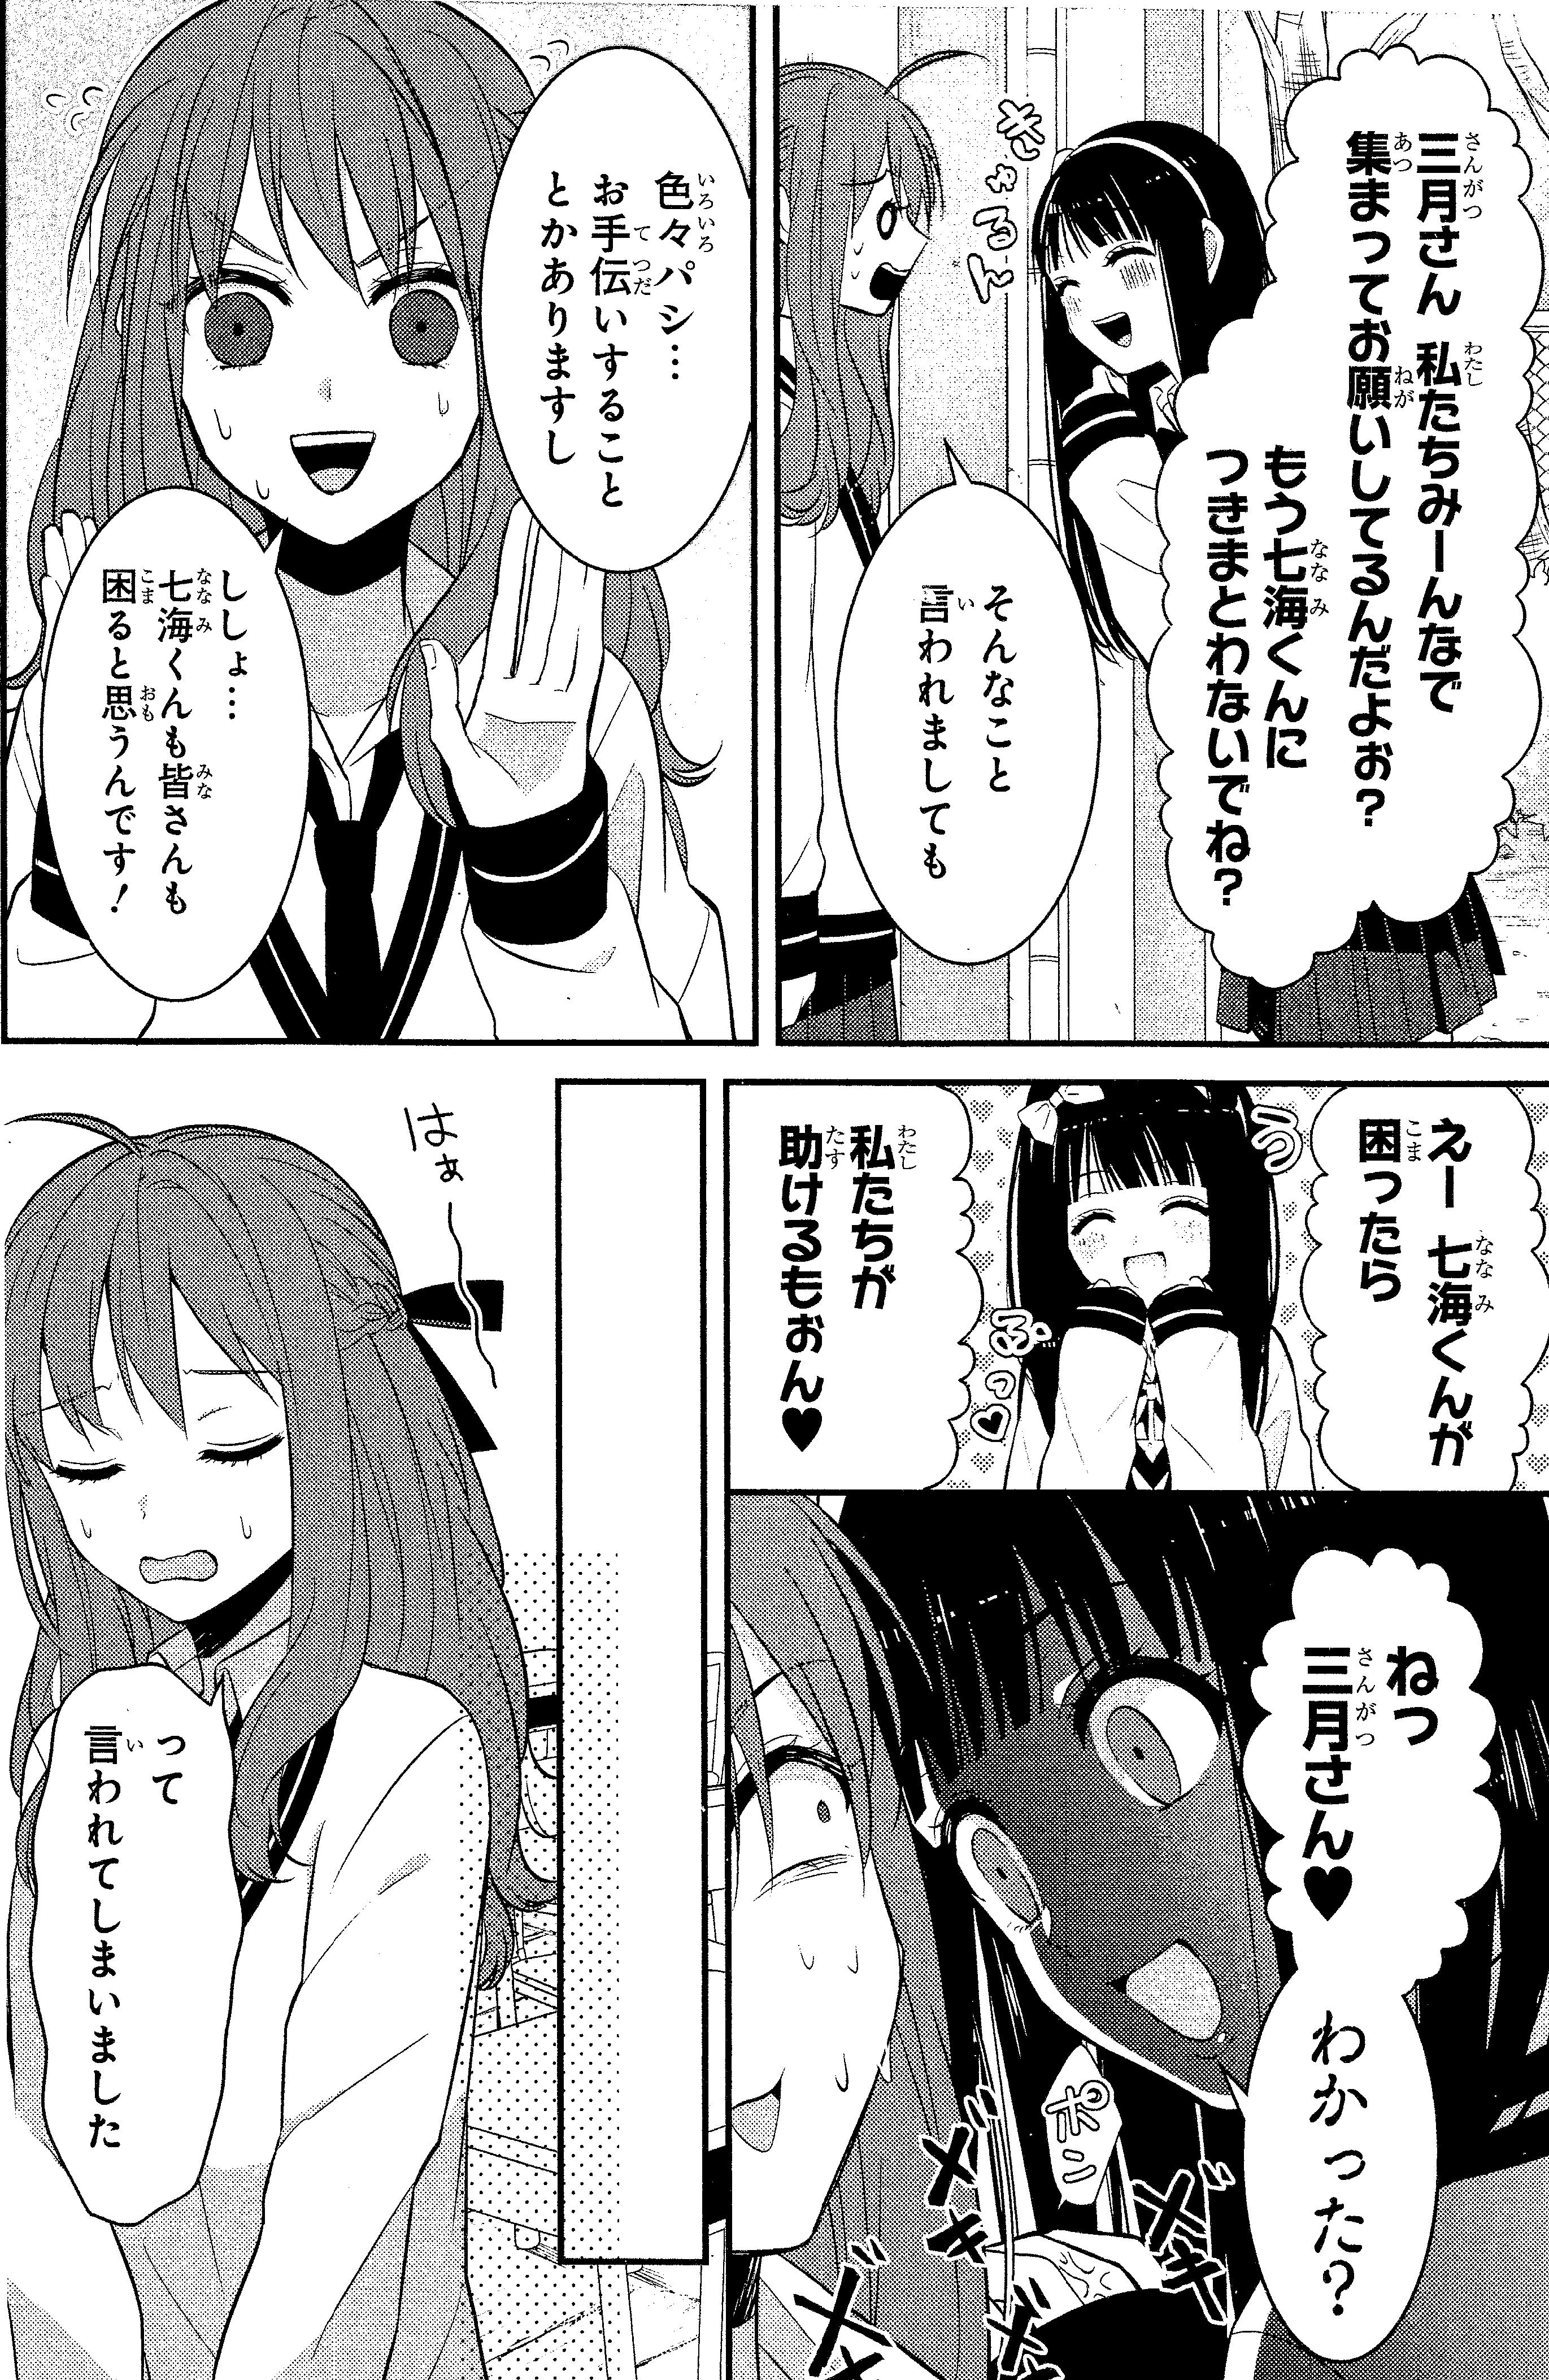 三月さん 私たちみーんなで
集まってお願いしてるんだよぉ?
もう七海くんに
つきまとわないでね?
きゃるん
そんなこと
言われましても
色々パシ…
お手伝いすること
とかありますし
ししょ…
七海くんも皆さんも
困ると思うんです!
えー 七海くんが
困ったら
うふっ♡
私たちが
助けるもぉん♥
ねっ
三月さん♥
わかった?
ポン
メキ
メキ
メキ
メキ
はぁ
って
言われてしまいました